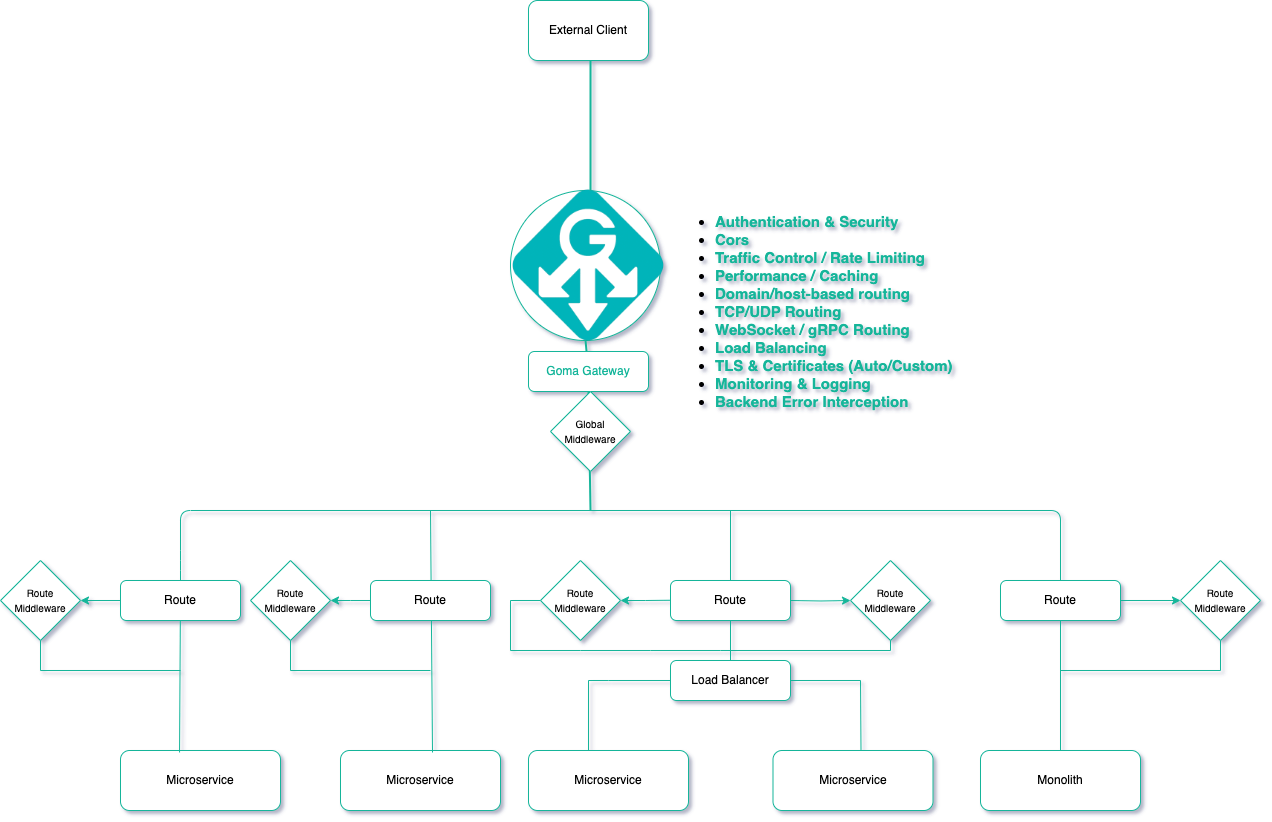 External Client
G
Authentication & Security
Cors
Traffic Control / Rate Limiting
Performance / Caching
Domain/host-based routing
TCP/UDP Routing
WebSocket / gRPC Routing
Load Balancing
TLS & Certificates (Auto/Custom)
Monitoring & Logging
Backend Error Interception
Goma Gateway
Global
Middleware
Route
Middleware
Route
Route
Middleware
Route
Route
Middleware
Route
Route
Middleware
Route
Route
Middleware
Load Balancer
Microservice
Microservice
Microservice
Microservice
Monolith